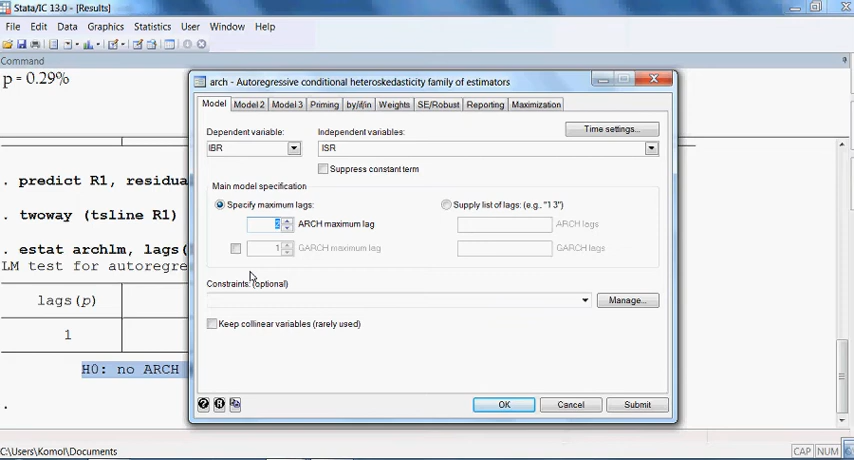 Stata/IC 13.0 - [Results]
File Edit Data Graphics Statistics User Window Help
Command
p = 0.29%
. predict R1, residua
. twoway (tsline R1)
. estat archlm, lags(
LM test for autoregre
lags(p)
1
H0: no ARCH
.
arch - Autoregressive conditional heteroskedasticity family of estimators
Model Model 2 Model 3 Priming by/if/in Weights SE/Robust Reporting Maximization
Dependent variable: Independent variables: Time settings...
IBR ISR
Suppress constant term
Main model specification
Specify maximum lags: Supply list of lags: (e.g., "1 3")
2 ARCH maximum lag ARCH lags
1 GARCH maximum lag GARCH lags
Constraints: (optional)
Manage...
Keep collinear variables (rarely used)
OK Cancel Submit
C:\Users\Komol\Documents CAP NUM